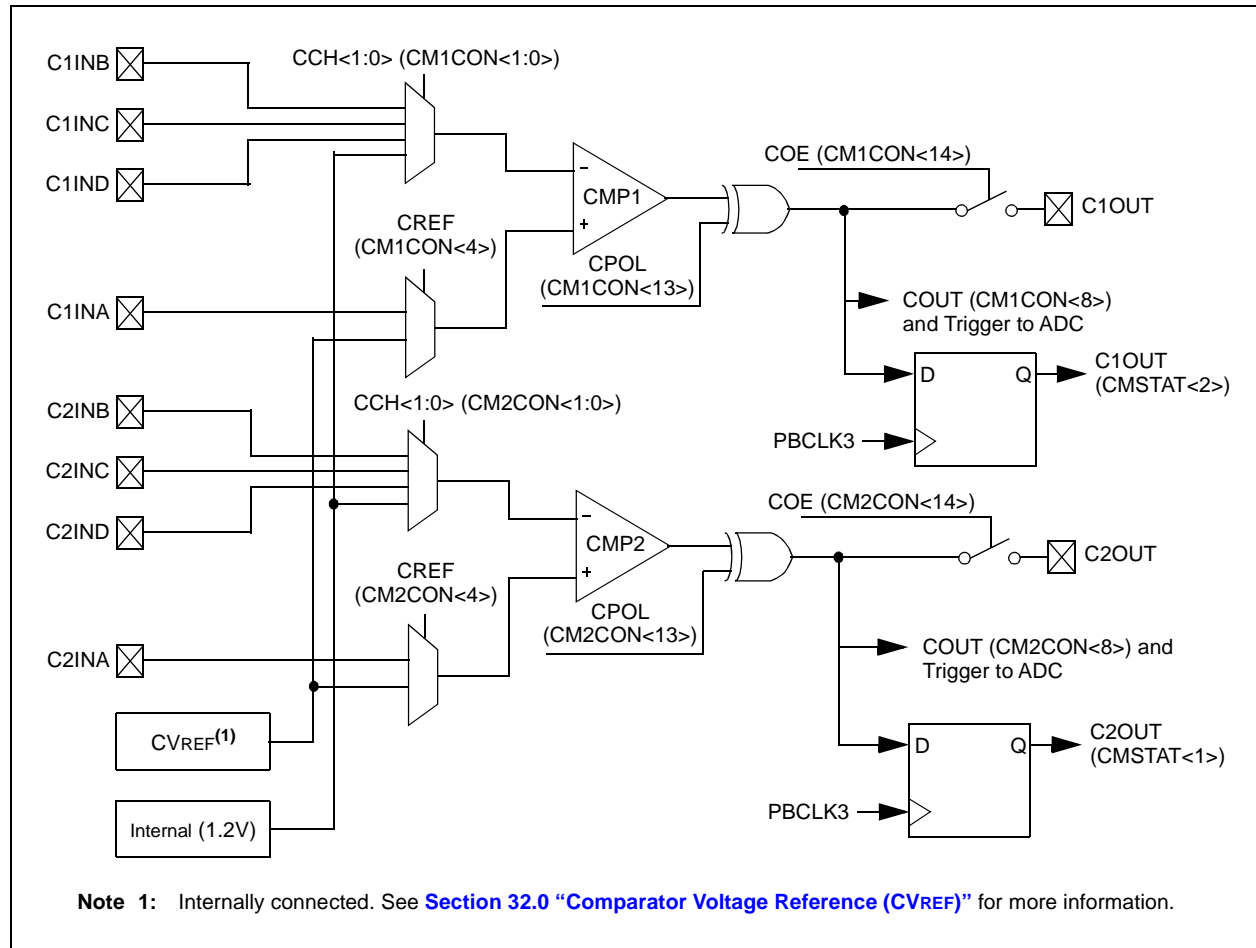 C1INB
CCH<1:0> (CM1CON<1:0>)
C1INC
C1IND
COE (CM1CON<14>)
C1OUT
-
CMP1
+
CREF
(CM1CON<4>)
CPOL
(CM1CON<13>)
C1INA
COUT (CM1CON<8>)
and Trigger to ADC
D
Q
C1OUT
(CMSTAT<2>)
PBCLK3
C2INB
CCH<1:0> (CM2CON<1:0>)
C2INC
C2IND
COE (CM2CON<14>)
C2OUT
-
CMP2
+
CREF
(CM2CON<4>)
CPOL
(CM2CON<13>)
C2INA
COUT (CM2CON<8>) and
Trigger to ADC
CVREF(1)
D
Q
C2OUT
(CMSTAT<1>)
PBCLK3
Internal (1.2V)
Note 1: Internally connected. See Section 32.0 “Comparator Voltage Reference (CVREF)” for more information.